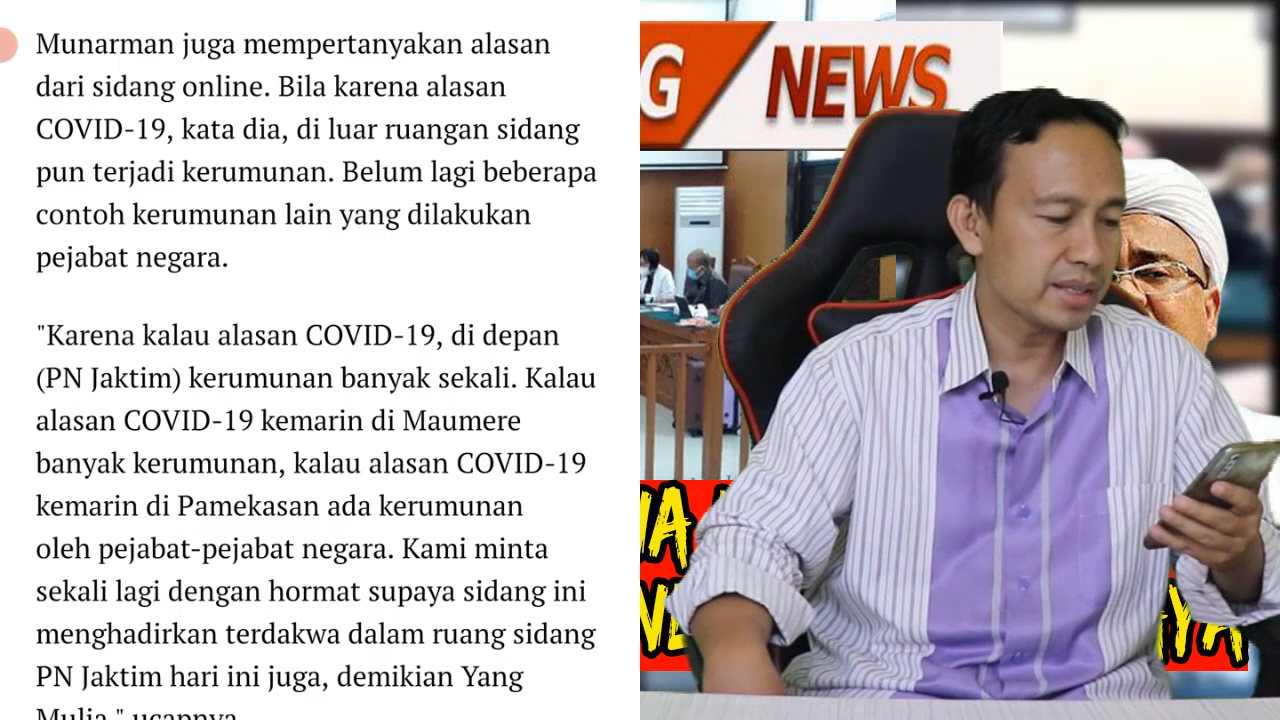 Munarman juga mempertanyakan alasan
dari sidang online. Bila karena alasan
COVID-19, kata dia, di luar ruangan sidang
pun terjadi kerumunan. Belum lagi beberapa
contoh kerumunan lain yang dilakukan
pejabat negara.
"Karena kalau alasan COVID-19, di depan
(PN Jaktim) kerumunan banyak sekali. Kalau
alasan COVID-19 kemarin di Maumere
banyak kerumunan, kalau alasan COVID-19
kemarin di Pamekasan ada kerumunan
oleh pejabat-pejabat negara. Kami minta
sekali lagi dengan hormat supaya sidang ini
menghadirkan terdakwa dalam ruang sidang
PN Jaktim hari ini juga, demikian Yang
Mulia," ucapnya
G NEWS